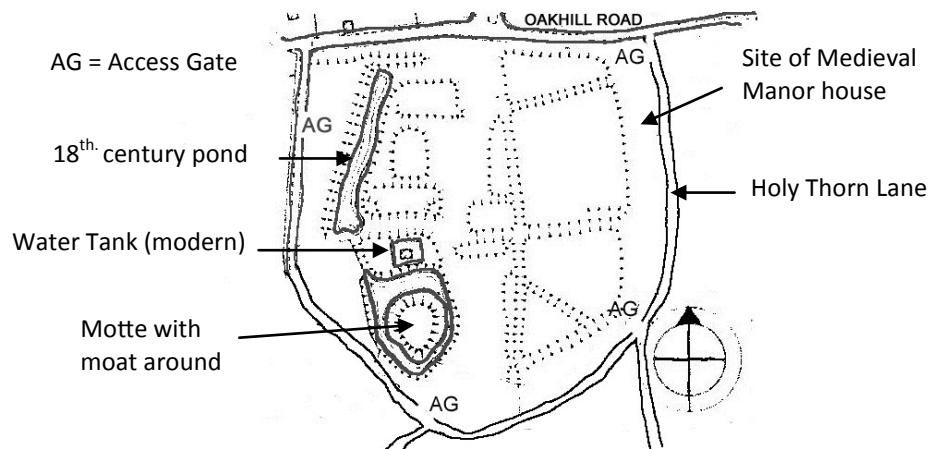 OAKHILL ROAD
AG = Access Gate
AG
Site of Medieval
Manor house
AG
18th. century pond
Holy Thorn Lane
Water Tank (modern)
Motte with
moat around
AG
AG